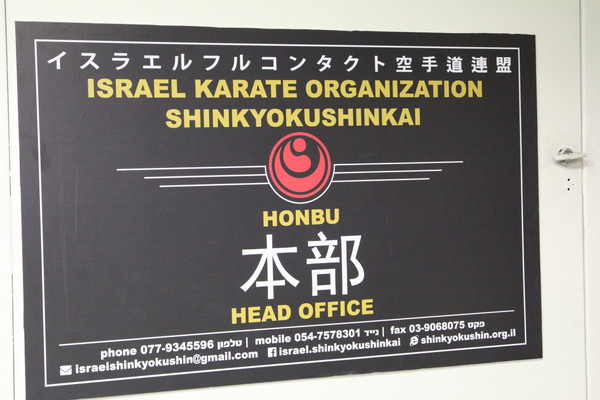 イスラエルフルコンタクト空手道連盟
ISRAEL KARATE ORGANIZATION
SHINKYOKUSHINKAI
HONBU
本部
HEAD OFFICE
phone 077-9345596 טלפון | mobile 054-7578301 נייד | fax 03-9068075 פקס
israelshinkyokushin@gmail.com israel.shinkyokushinkai shinkyokushin.org.il